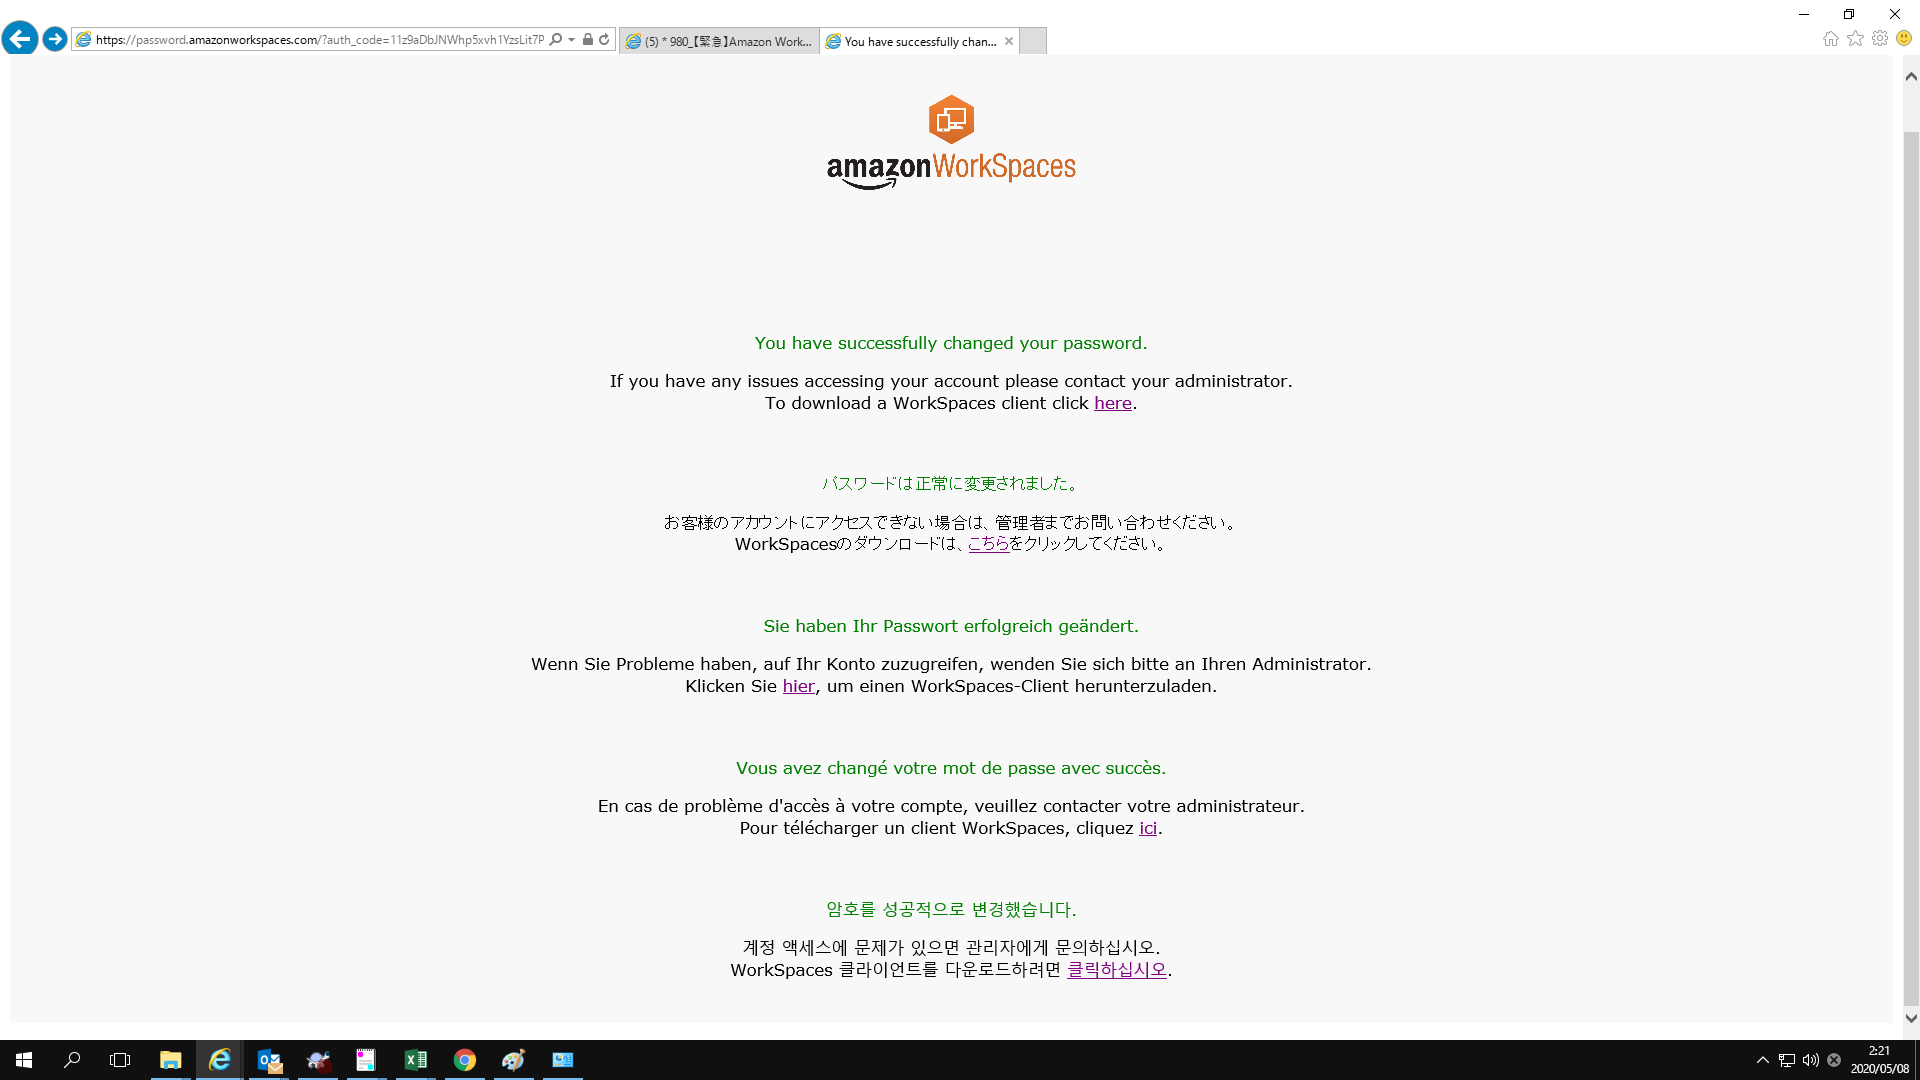 https://password.amazonworkspaces.com/?auth_code=11z9aDbJNWhp5xvh1YzsLit7P
(5) * 980_【緊急】Amazon Work...
You have successfully chan...
amazon WorkSpaces
You have successfully changed your password.
If you have any issues accessing your account please contact your administrator.
To download a WorkSpaces client click here.
パスワードは正常に変更されました。
お客様のアカウントにアクセスできない場合は、管理者までお問い合わせください。
WorkSpacesのダウンロードは、こちらをクリックしてください。
Sie haben Ihr Passwort erfolgreich geändert.
Wenn Sie Probleme haben, auf Ihr Konto zuzugreifen, wenden Sie sich bitte an Ihren Administrator.
Klicken Sie hier, um einen WorkSpaces-Client herunterzuladen.
Vous avez changé votre mot de passe avec succès.
En cas de problème d'accès à votre compte, veuillez contacter votre administrateur.
Pour télécharger un client WorkSpaces, cliquez ici.
암호를 성공적으로 변경했습니다.
계정 액세스에 문제가 있으면 관리자에게 문의하십시오.
WorkSpaces 클라이언트를 다운로드하려면 클릭하십시오.
2:21
2020/05/08